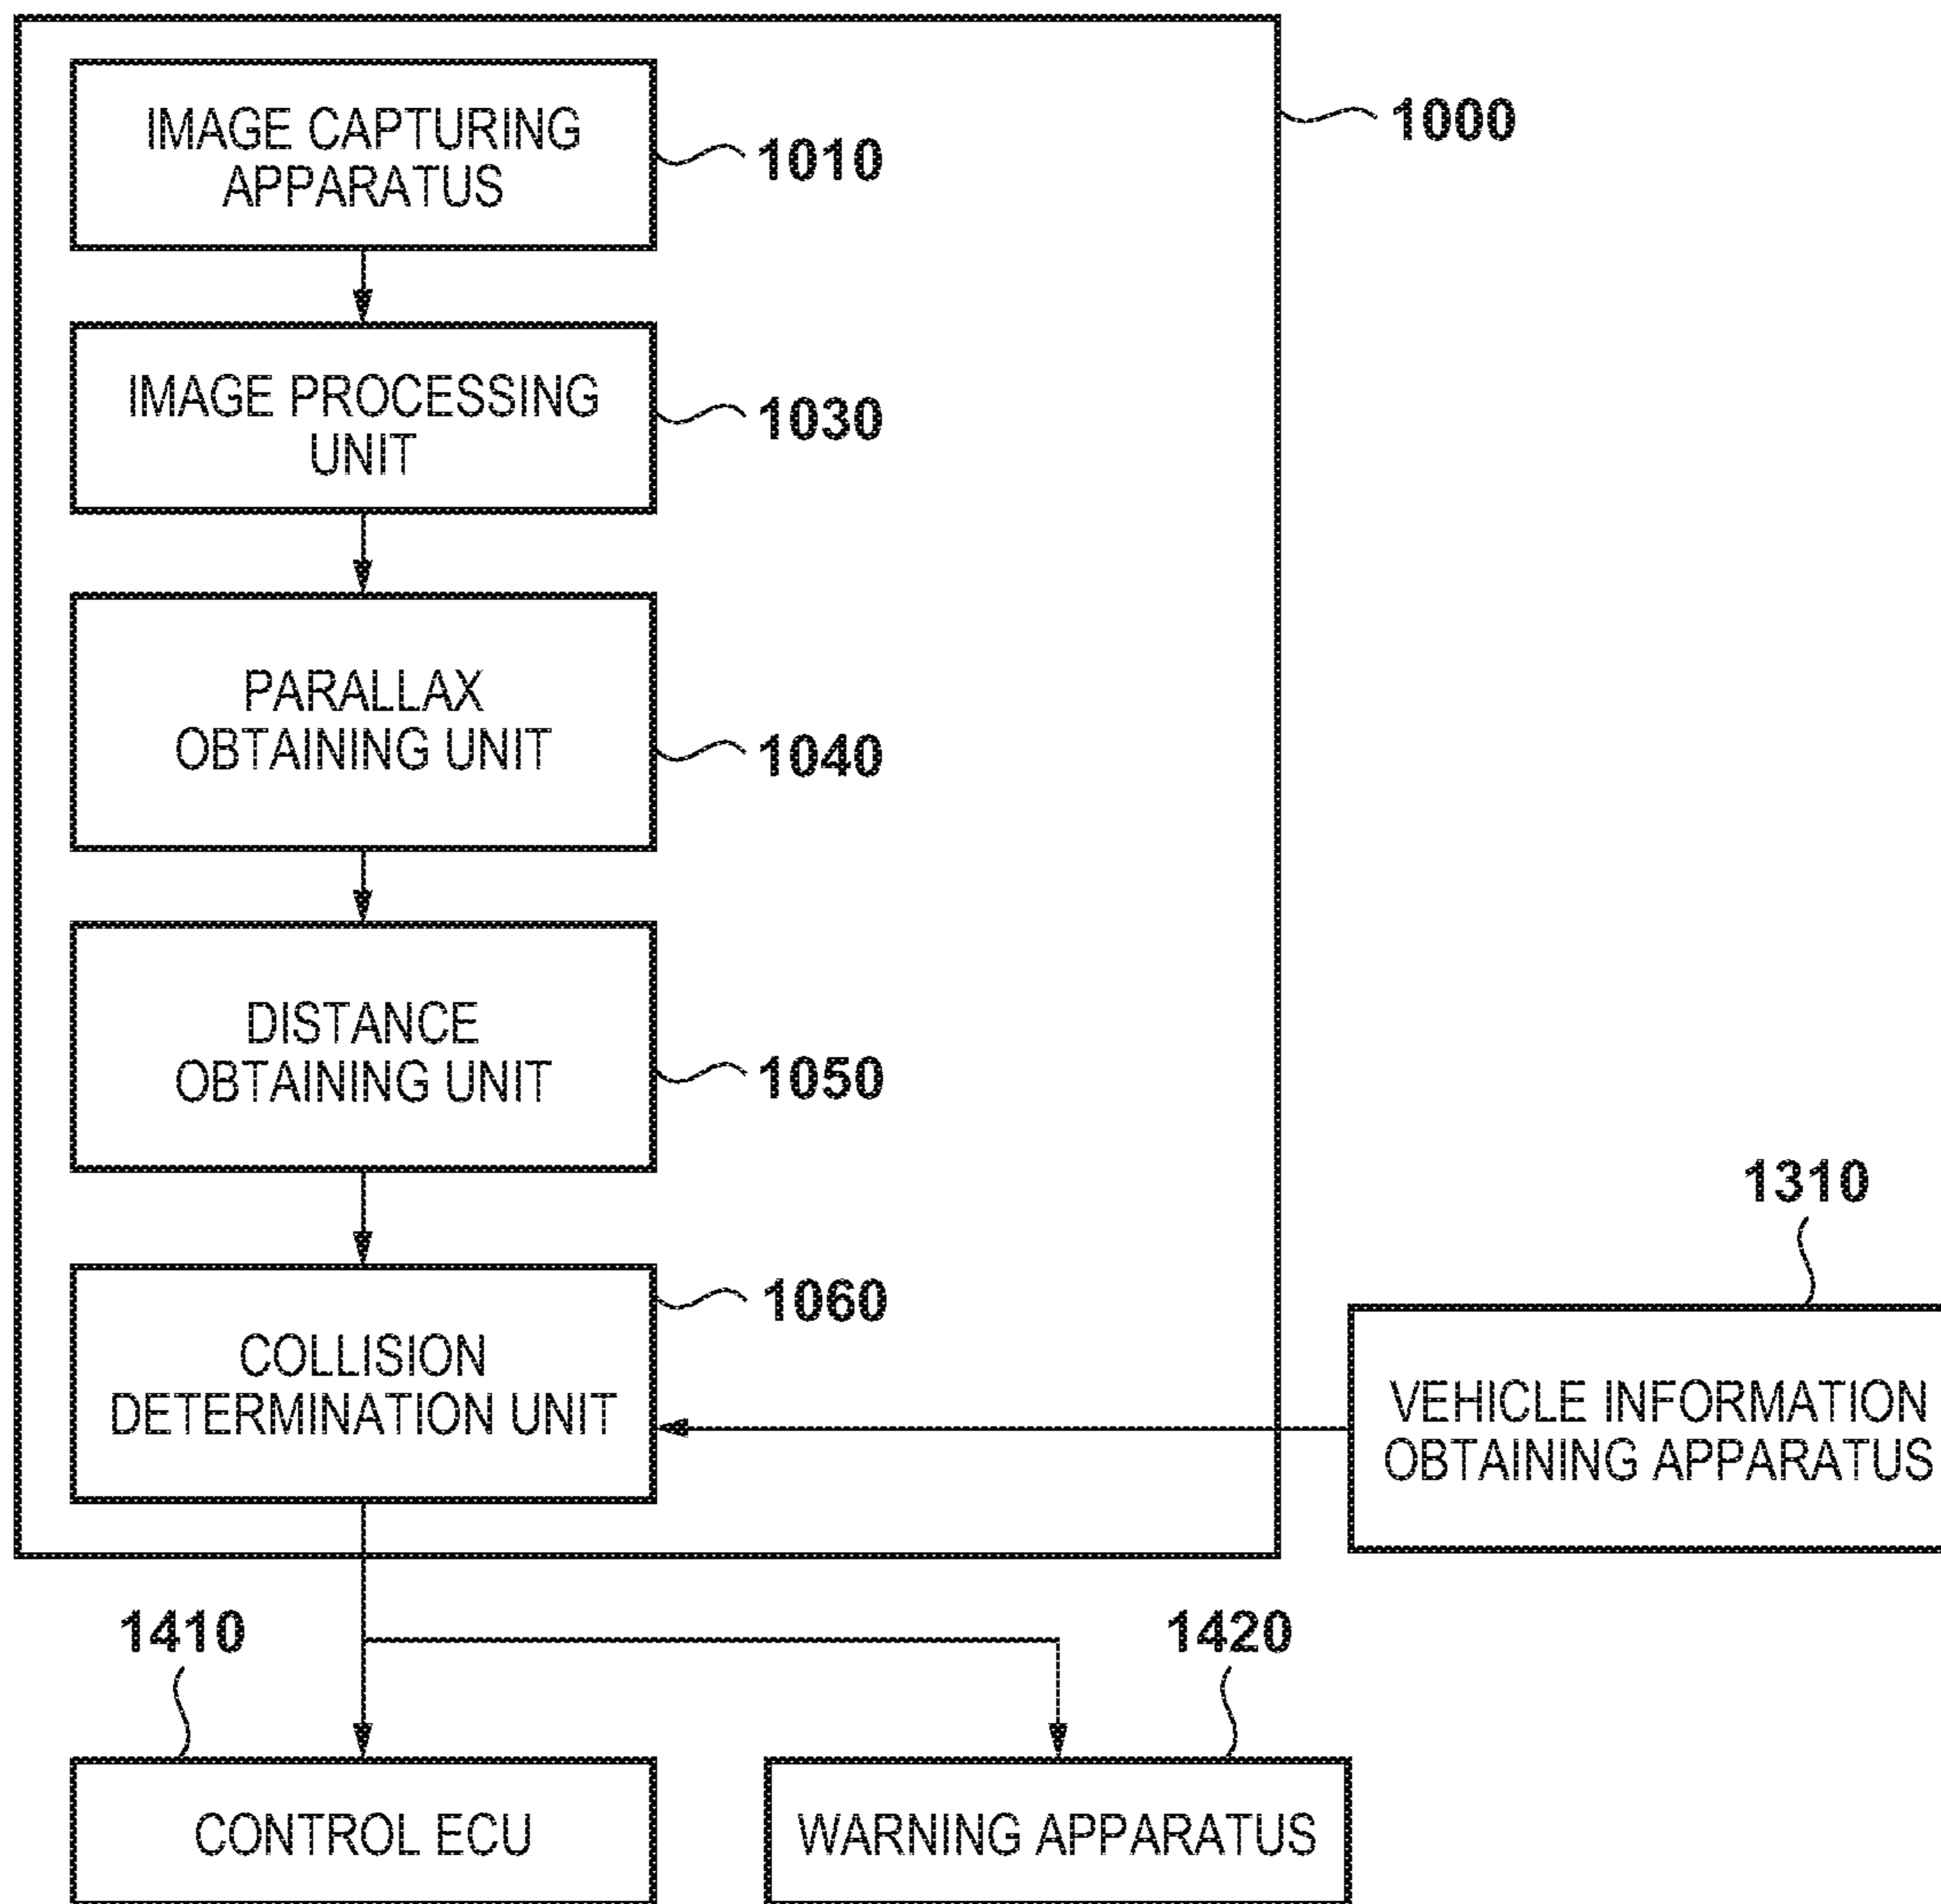 IMAGE CAPTURING
APPARATUS
1010
1000
IMAGE PROCESSING
UNIT
1030
PARALLAX
OBTAINING UNIT
1040
DISTANCE
OBTAINING UNIT
1050
1060
COLLISION
DETERMINATION UNIT
1310
VEHICLE INFORMATION
OBTAINING APPARATUS
1410
CONTROL ECU
1420
WARNING APPARATUS